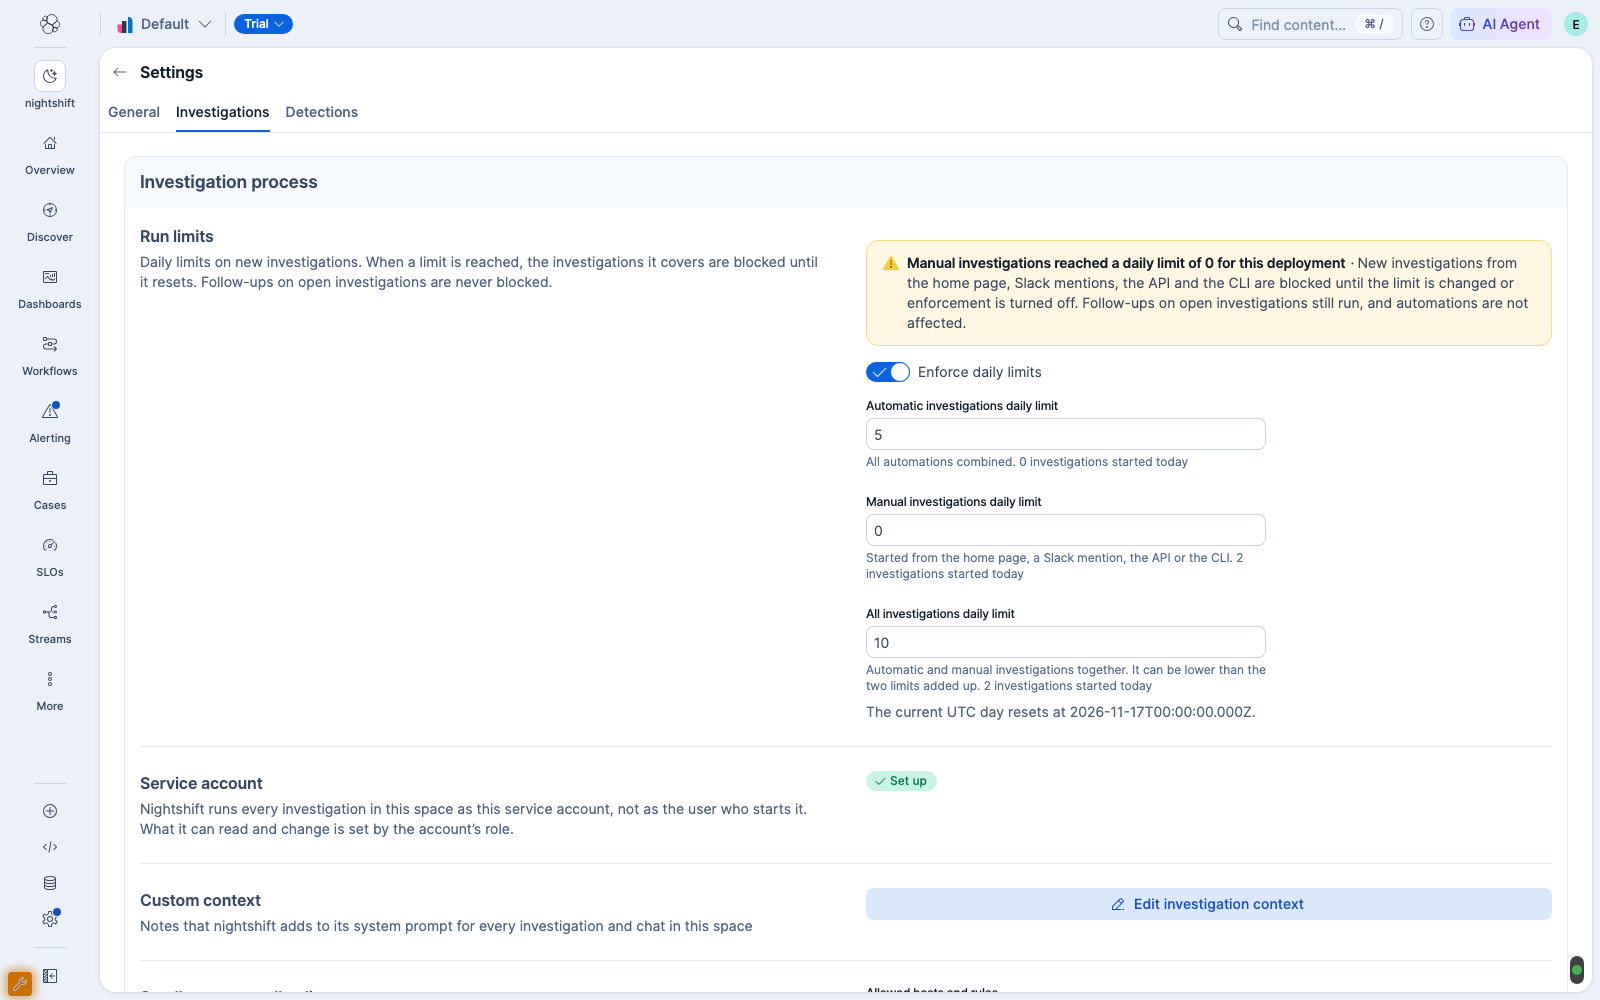 Default
Trial
Find content...
⌘ /
AI Agent
E
nightshift
Overview
Discover
Dashboards
Workflows
Alerting
Cases
SLOs
Streams
More
Settings
General
Investigations
Detections
Investigation process
Run limits
Daily limits on new investigations. When a limit is reached, the investigations it covers are blocked until
it resets. Follow-ups on open investigations are never blocked.
Manual investigations reached a daily limit of 0 for this deployment · New investigations from
the home page, Slack mentions, the API and the CLI are blocked until the limit is changed or
enforcement is turned off. Follow-ups on open investigations still run, and automations are not
affected.
Enforce daily limits
Automatic investigations daily limit
5
All automations combined. 0 investigations started today
Manual investigations daily limit
0
Started from the home page, a Slack mention, the API or the CLI. 2
investigations started today
All investigations daily limit
10
Automatic and manual investigations together. It can be lower than the
two limits added up. 2 investigations started today
The current UTC day resets at 2026-11-17T00:00:00.000Z.
Service account
Nightshift runs every investigation in this space as this service account, not as the user who starts it.
What it can read and change is set by the account's role.
Set up
Custom context
Notes that nightshift adds to its system prompt for every investigation and chat in this space
Edit investigation context
Allowed hosts and rules